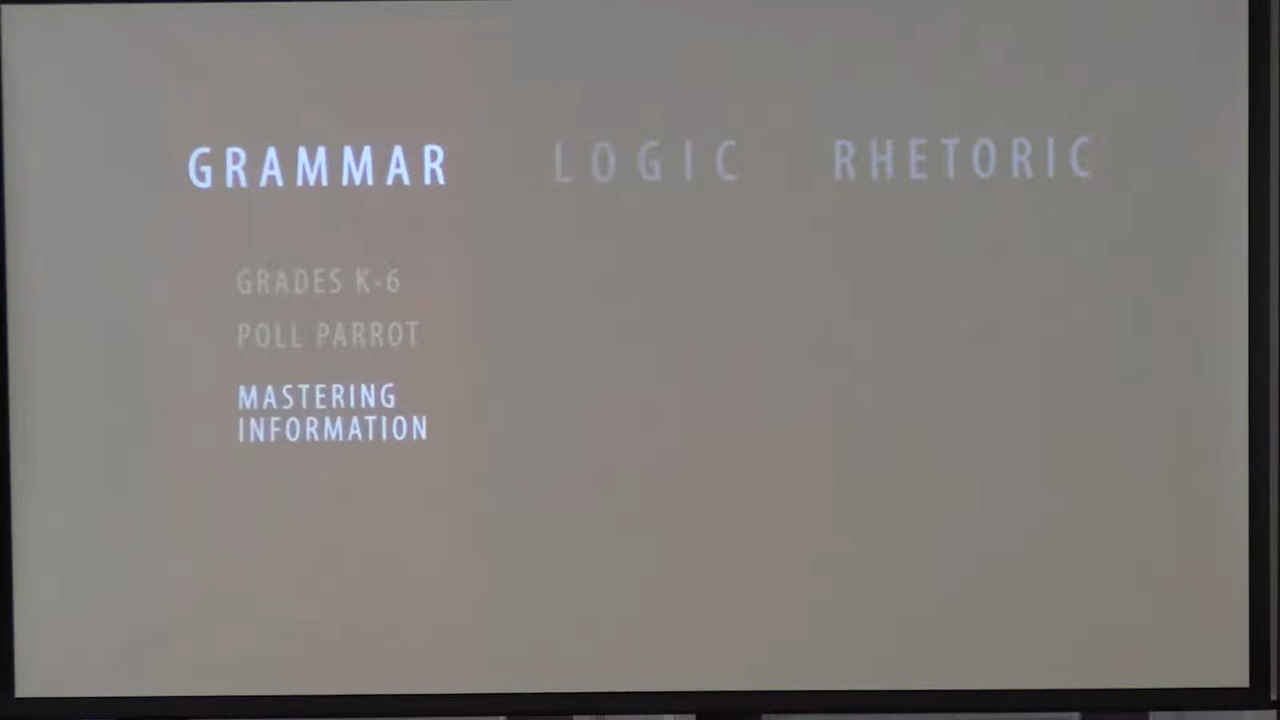 GRAMMAR LOGIC RHETORIC
GRADES K-6
POLL PARROT
MASTERING
INFORMATION